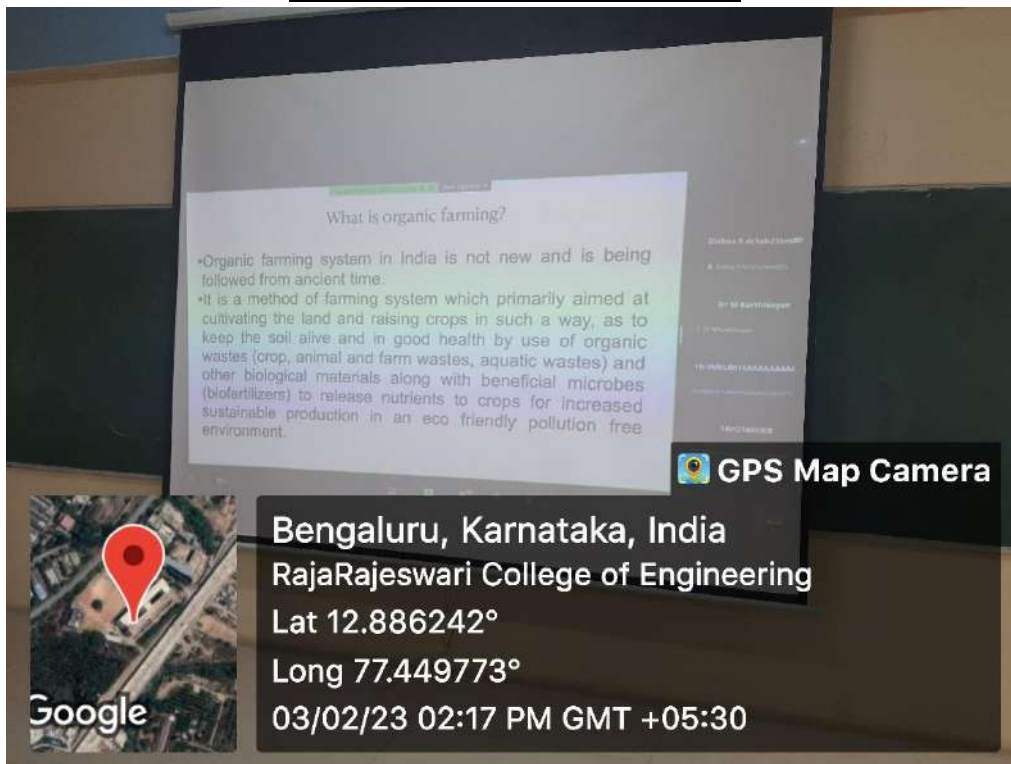 What is organic farming?
•Organic farming system in India is not new and is being
followed from ancient time.
•It is a method of farming system which primarily aimed at
cultivating the land and raising crops in such a way, as to
keep the soil alive and in good health by use of organic
wastes (crop, animal and farm wastes, aquatic wastes) and
other biological materials along with beneficial microbes
(biofertilizers) to release nutrients to crops for increased
sustainable production in an eco friendly pollution free
environment.
Dr M Karthikeyan
GPS Map Camera
Bengaluru, Karnataka, India
RajaRajeswari College of Engineering
Lat 12.886242°
Long 77.449773°
03/02/23 02:17 PM GMT +05:30
Google